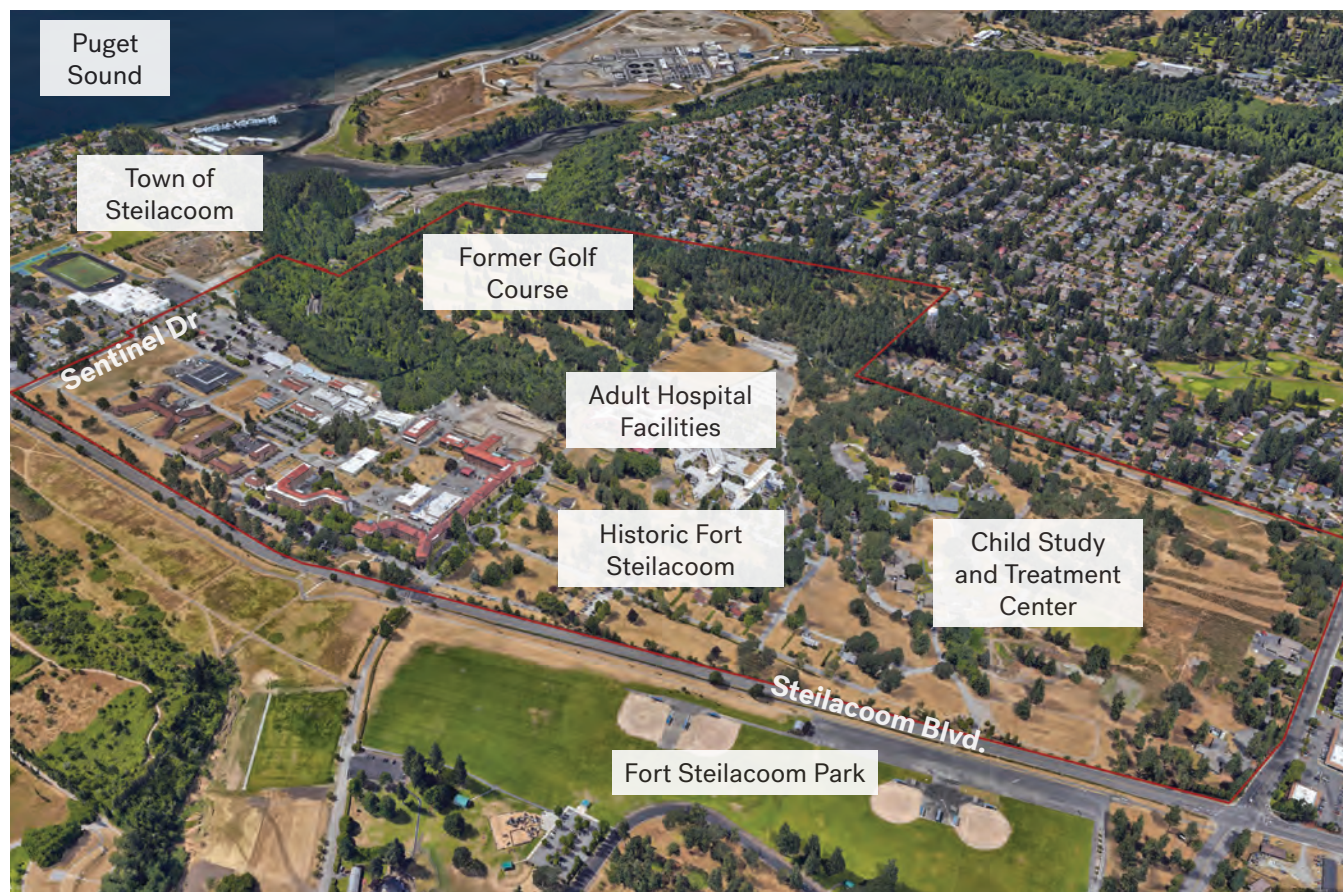 Puget
Sound
Town of
Steilacoom
Former Golf
Course
Sentinel Dr
Adult Hospital
Facilities
Historic Fort
Steilacoom
Child Study
and Treatment
Center
Steilacoom Blvd.
Fort Steilacoom Park